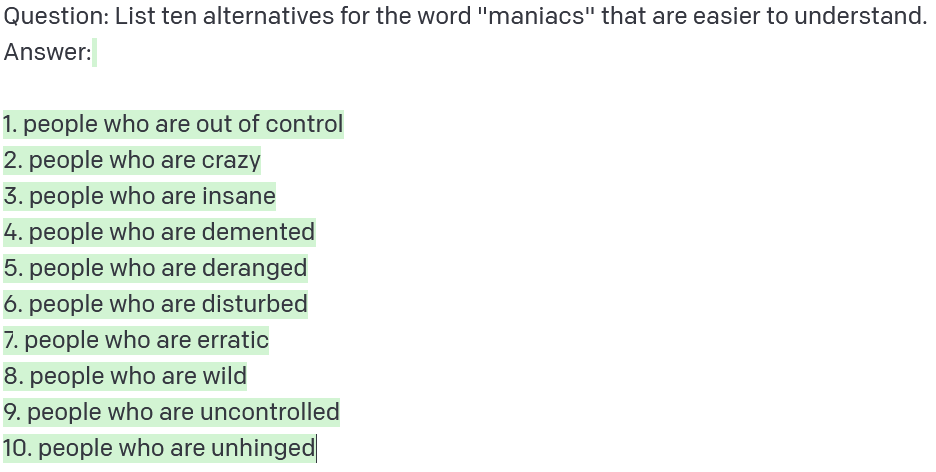 Question: List ten alternatives for the word "maniacs" that are easier to understand.
Answer:
1. people who are out of control
2. people who are crazy
3. people who are insane
4. people who are demented
5. people who are deranged
6. people who are disturbed
7. people who are erratic
8. people who are wild
9. people who are uncontrolled
10. people who are unhinged